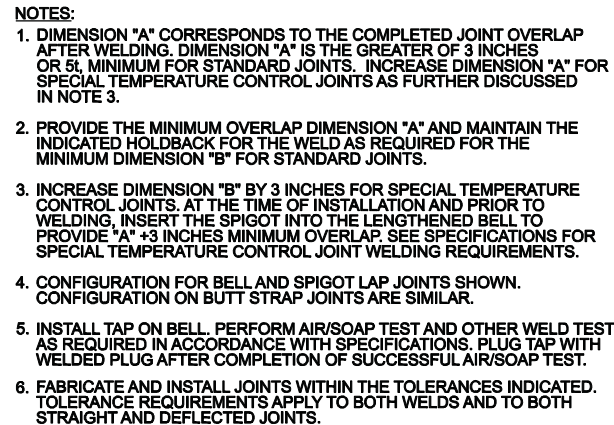 NOTES:
1. DIMENSION "A" CORRESPONDS TO THE COMPLETED JOINT OVERLAP
AFTER WELDING. DIMENSION "A" IS THE GREATER OF 3 INCHES
OR 5t, MINIMUM FOR STANDARD JOINTS. INCREASE DIMENSION "A" FOR
SPECIAL TEMPERATURE CONTROL JOINTS AS FURTHER DISCUSSED
IN NOTE 3.
2. PROVIDE THE MINIMUM OVERLAP DIMENSION "A" AND MAINTAIN THE
INDICATED HOLDBACK FOR THE WELD AS REQUIRED FOR THE
MINIMUM DIMENSION "B" FOR STANDARD JOINTS.
3. INCREASE DIMENSION "B" BY 3 INCHES FOR SPECIAL TEMPERATURE
CONTROL JOINTS. AT THE TIME OF INSTALLATION AND PRIOR TO
WELDING, INSERT THE SPIGOT INTO THE LENGTHENED BELL TO
PROVIDE "A" +3 INCHES MINIMUM OVERLAP. SEE SPECIFICATIONS FOR
SPECIAL TEMPERATURE CONTROL JOINT WELDING REQUIREMENTS.
4. CONFIGURATION FOR BELL AND SPIGOT LAP JOINTS SHOWN.
CONFIGURATION ON BUTT STRAP JOINTS ARE SIMILAR.
5. INSTALL TAP ON BELL. PERFORM AIR/SOAP TEST AND OTHER WELD TEST
AS REQUIRED IN ACCORDANCE WITH SPECIFICATIONS. PLUG TAP WITH
WELDED PLUG AFTER COMPLETION OF SUCCESSFUL AIR/SOAP TEST.
6. FABRICATE AND INSTALL JOINTS WITHIN THE TOLERANCES INDICATED.
TOLERANCE REQUIREMENTS APPLY TO BOTH WELDS AND TO BOTH
STRAIGHT AND DEFLECTED JOINTS.